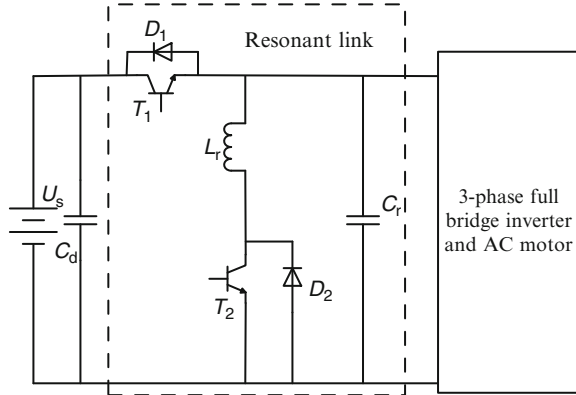 D1
Resonant link
T1
Lr
Us
Cd
Cr
3-phase full
bridge inverter
and AC motor
T2
D2